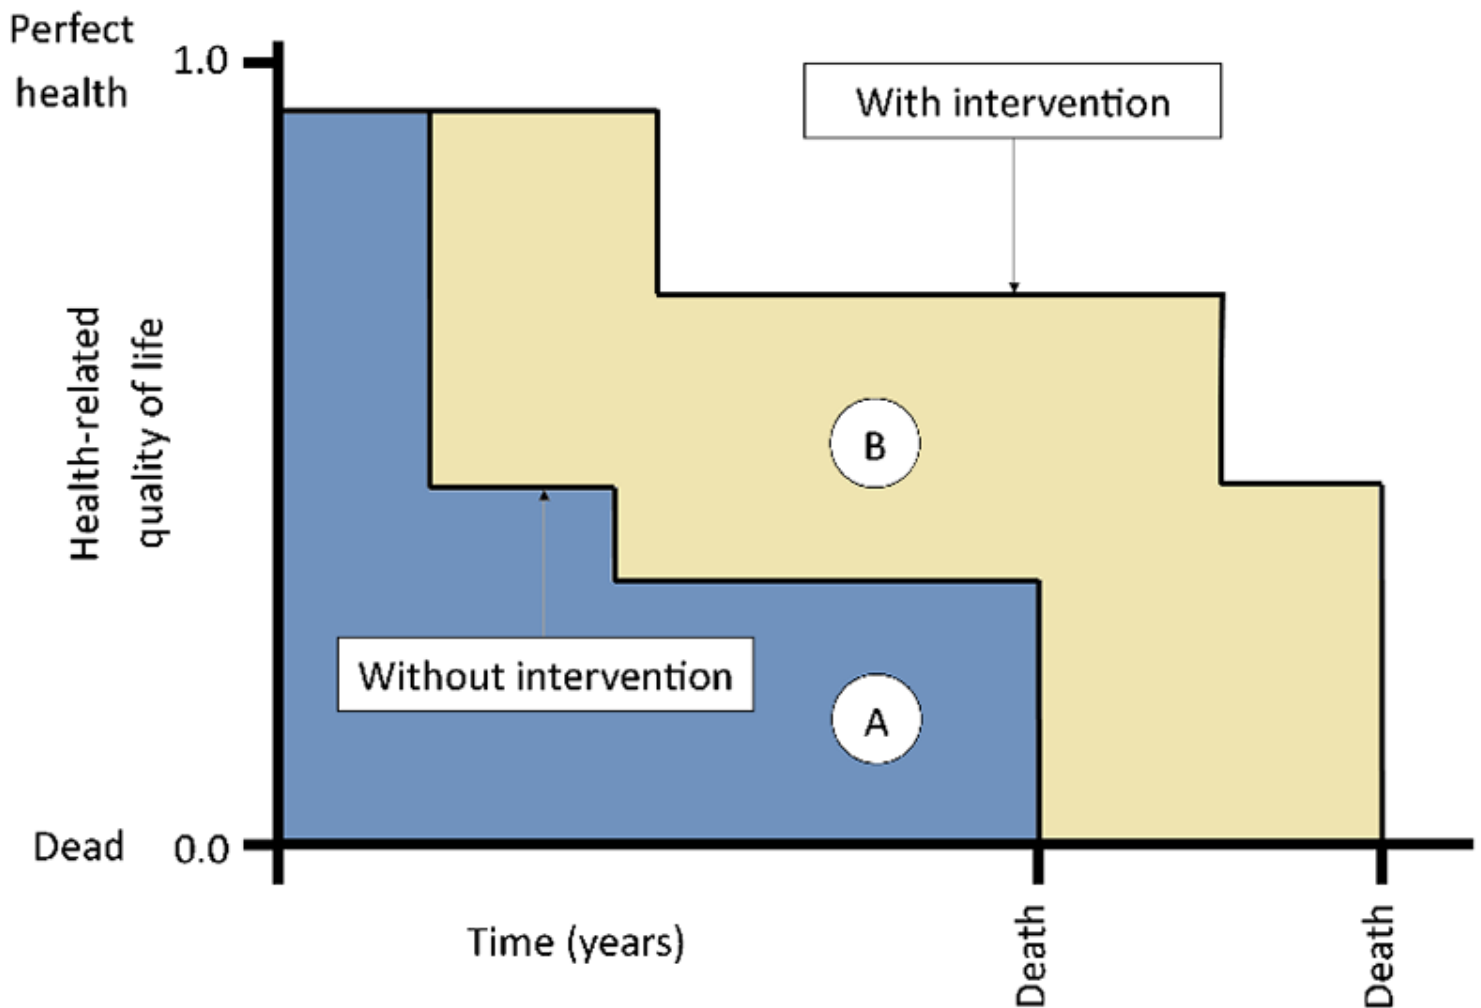 Perfect
health
1.0
With intervention
Health-related
quality of life
B
Without intervention
A
Dead
0.0
Time (years)
Death
Death